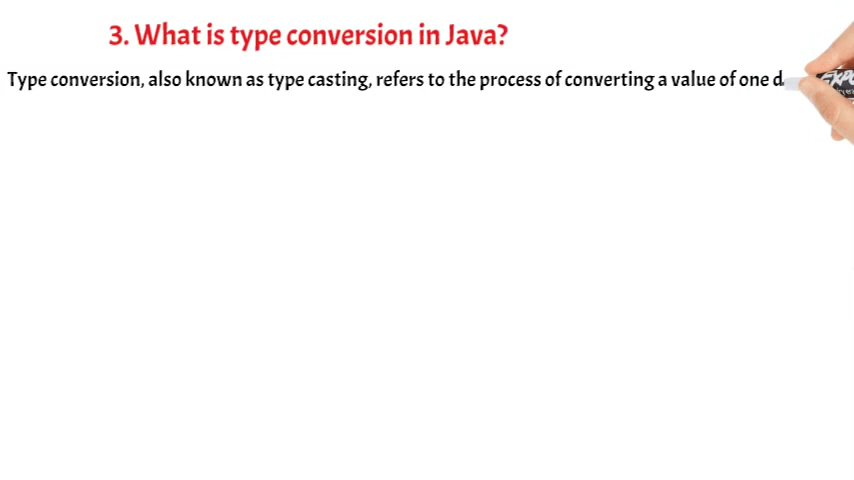 3. What is type conversion in Java?
Type conversion, also known as type casting, refers to the process of converting a value of one d
EXPO